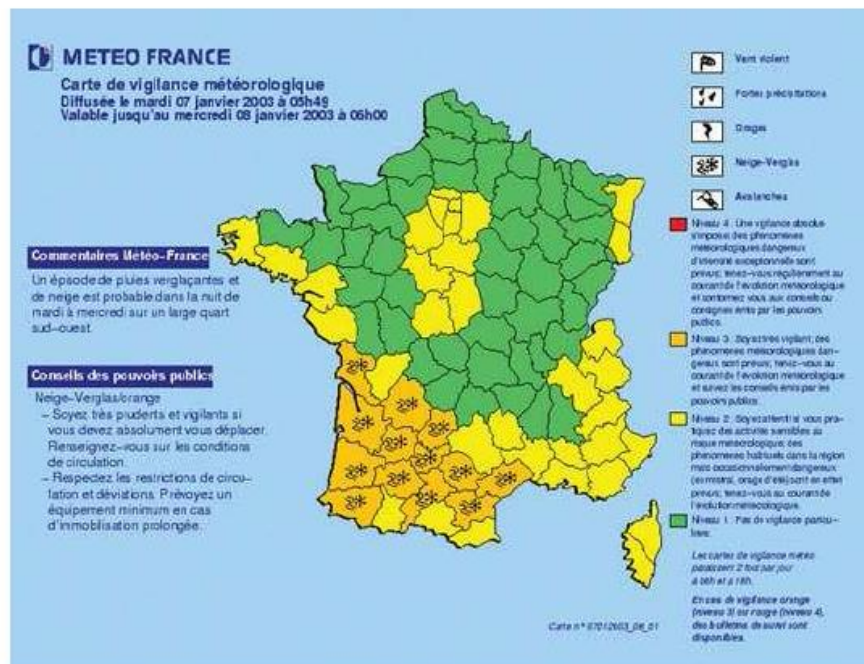 METEO FRANCE
Carte de vigilance météorologique
Diffusée le mardi 07 janvier 2003 à 05h49
Valable jusqu'au mercredi 08 janvier 2003 à 06h00
Commentaires Météo-France
Un épisode de pluies verglaçantes et
de neige est probable dans la nuit de
mardi à mercredi sur un large quart
sud-ouest.
Conseils des pouvoirs publics
Neige-Verglas/orange
- Soyez très pruderts et vigilants si
vous devez absolument vous déplacer.
Renseignez-vous sur les conditions
de circulation.
- Respectez les restrictions de circu-
lation et déviations. Prévoyez un
équipement minimum en cas
d'immobilisation prolongée.
Vent violent
Fortes précipitations
Orages
Neige-Verglas
Avalanches
Niveau 4 : Une vigilance absolue
s'impose; des phénomènes
météorologiques dangereux
d'intensité exceptionnelle sont
prévus; tenez-vous régulièrement au
courant de l'évolution météorologique
et conformez vous aux conseils ou
consignes émis par les pouvoirs
publics.
Niveau 3 : Soyez très vigilant; des
phénomènes météorologiques dan-
gereux sont prévus; tenez-vous au
courant de l'évolution météorologique
et suivez les conseils émis par les
pouvoirs publics.
Niveau 2 : Soyez attentif si vous pra-
tiquez des activités sensibles au
risque météorologique; des
phénomènes habituels dans la région
mais occasionnellement dangereux
(ex mistral, orage d'été) sont en effet
prévus; tenez-vous au courant de
l'évolution météorologique.
Niveau 1 : Pas de vigilance particu-
lière.
Les cartes de vigilance météo
paraissent 2 fois par jour
à 06h et à 16h.
En cas de vigilance orange
(niveau 3) ou rouge (niveau 4),
des bulletins de suivi sont
disponibles.
Carte n° 07012003_06_01